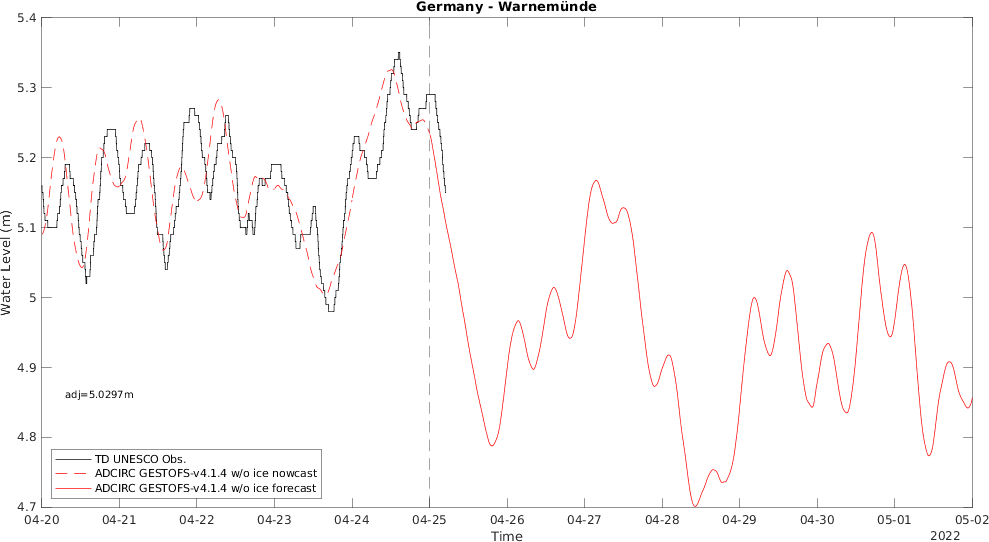 Germany - Warnemünde
5.4
5.3
5.2
5.1
5
4.9
4.8
4.7
Water Level (m)
adj=5.0297m
TD UNESCO Obs.
ADCIRC GESTOFS-v4.1.4 w/o ice nowcast
ADCIRC GESTOFS-v4.1.4 w/o ice forecast
04-20 04-21 04-22 04-23 04-24 04-25 04-26 04-27 04-28 04-29 04-30 05-01 05-02
Time
2022